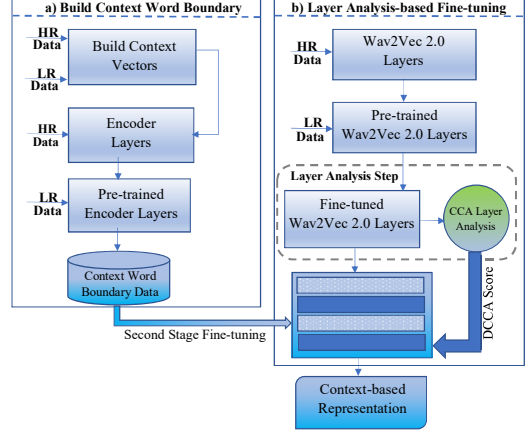 a) Build Context Word Boundary
HR
Data
Build Context
Vectors
LR
Data
HR
Data
Encoder
Layers
LR
Data
Pre-trained
Encoder Layers
Context Word
Boundary Data
Second Stage Fine-tuning
b) Layer Analysis-based Fine-tuning
HR
Data
Wav2Vec 2.0
Layers
LR
Data
Pre-trained
Wav2Vec 2.0 Layers
Layer Analysis Step
Fine-tuned
Wav2Vec 2.0 Layers
CCA Layer
Analysis
DCCA Score
Context-based
Representation